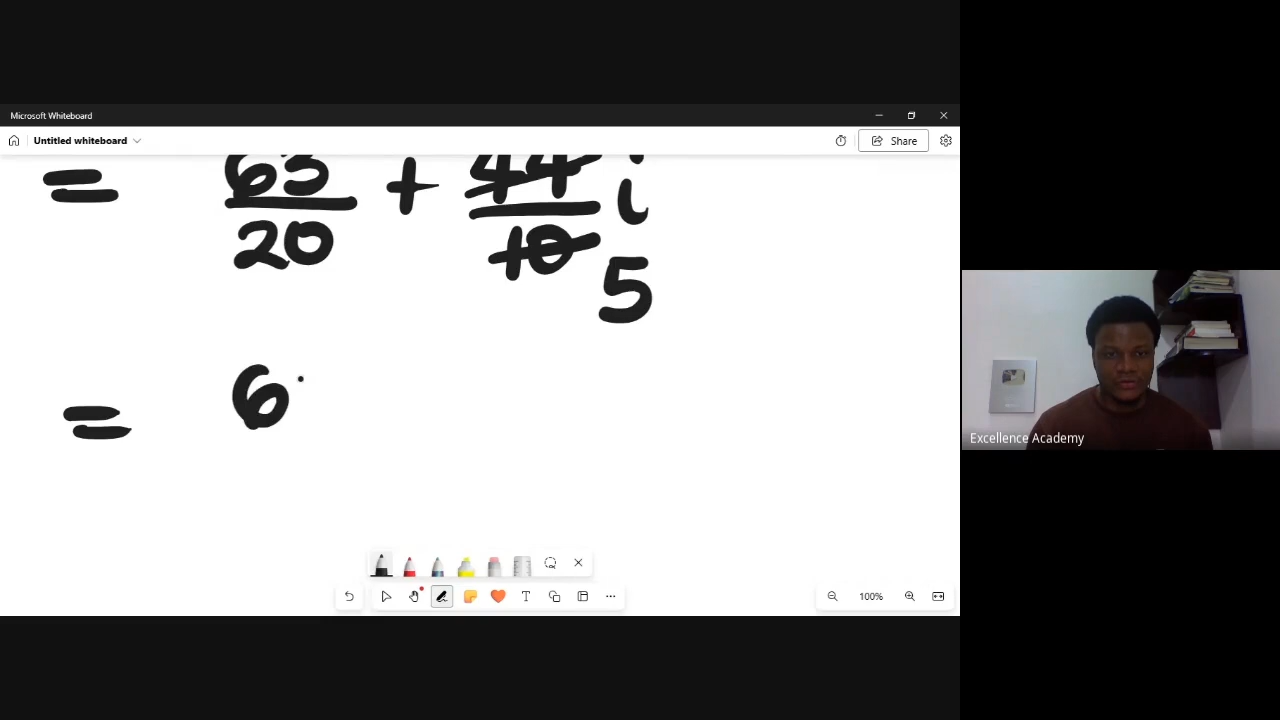 Microsoft Whiteboard
Untitled whiteboard
Share
= 63/20 + 44/10 i
5
= 6
100%
Excellence Academy